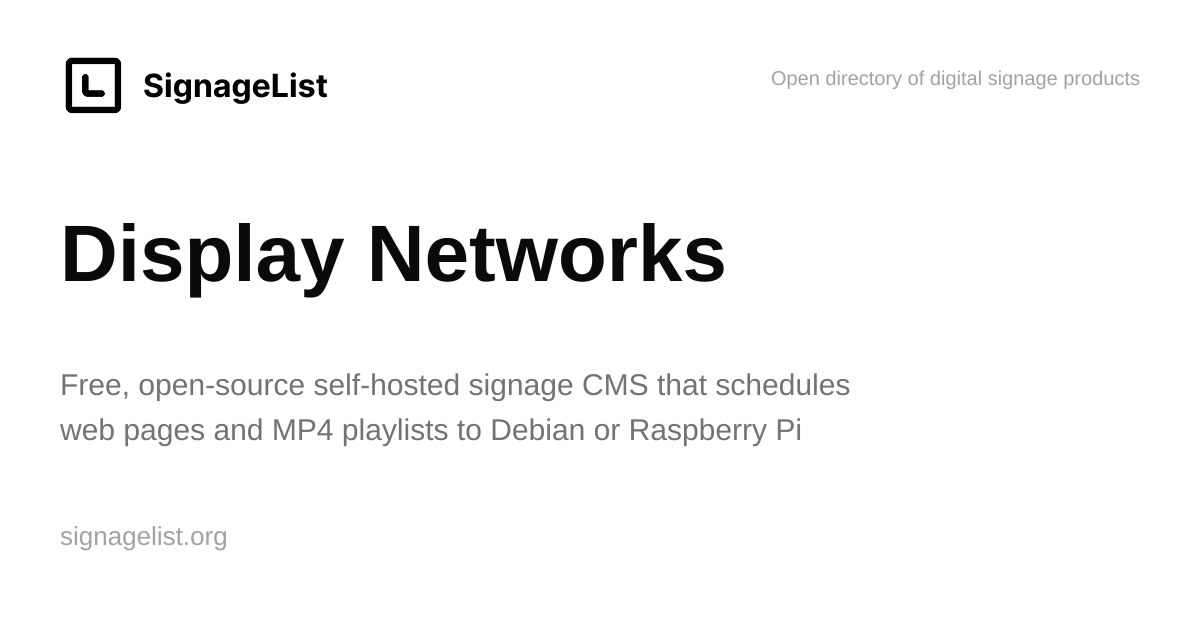 SignageList
Open directory of digital signage products
Display Networks
Free, open-source self-hosted signage CMS that schedules
web pages and MP4 playlists to Debian or Raspberry Pi
signagelist.org